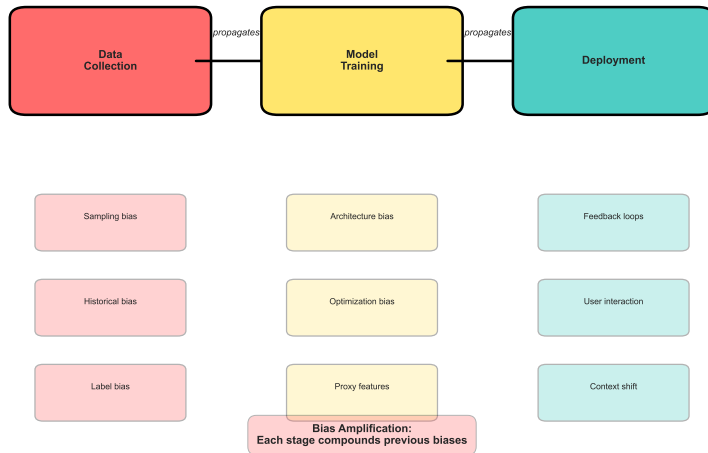 Data
Collection
propagates
Model
Training
propagates
Deployment
Sampling bias
Architecture bias
Feedback loops
Historical bias
Optimization bias
User interaction
Label bias
Proxy features
Context shift
Bias Amplification:
Each stage compounds previous biases